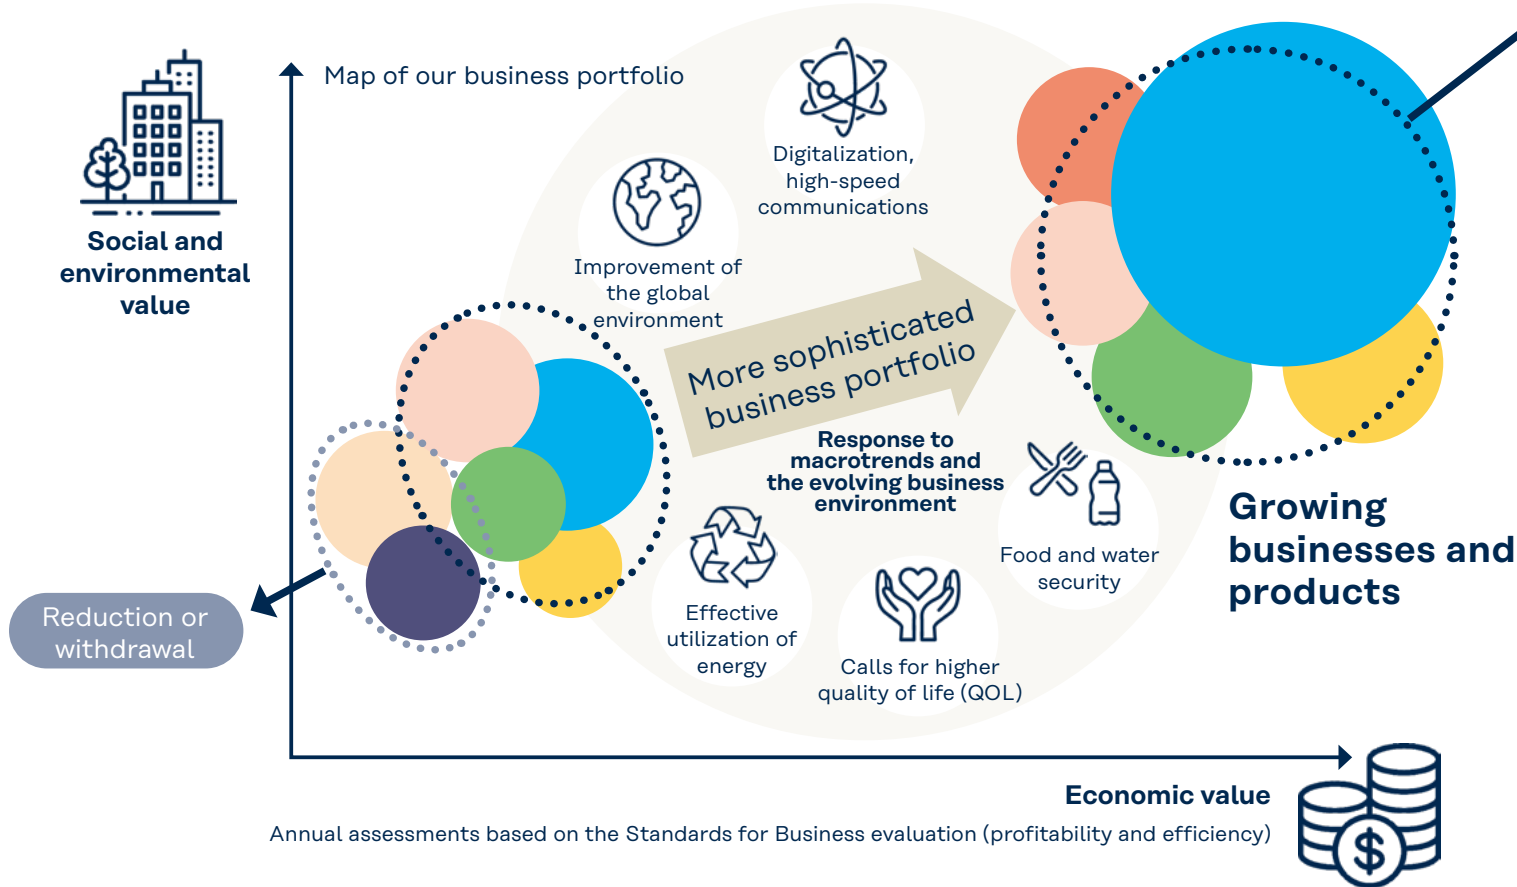 Map of our business portfolio
Social and
environmental
value
Digitalization,
high-speed
communications
Improvement of
the global
environment
More sophisticated
business portfolio
Response to
macrotrends and
the evolving business
environment
Food and water
security
Effective
utilization of
energy
Calls for higher
quality of life (QOL)
Growing
businesses and
products
Reduction or
withdrawal
Economic value
Annual assessments based on the Standards for Business evaluation (profitability and efficiency)
$